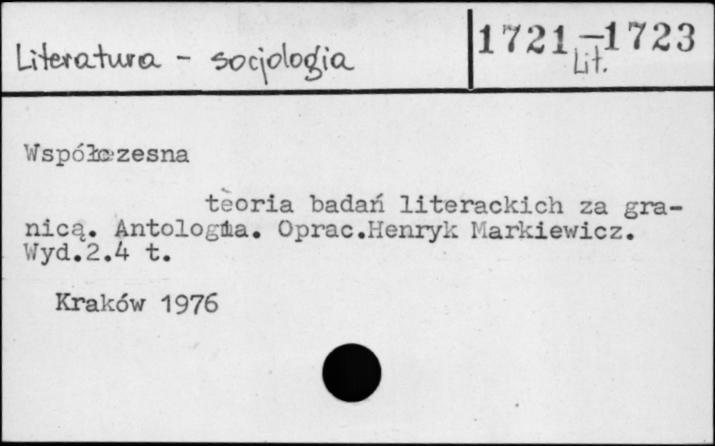 Literatura - socjologia
1721-1723
Lit.
Współczesna
teoria badań literackich za gra-
nicą. Antologia. Oprac.Henryk Markiewicz.
Wyd.2.4 t.
Kraków 1976